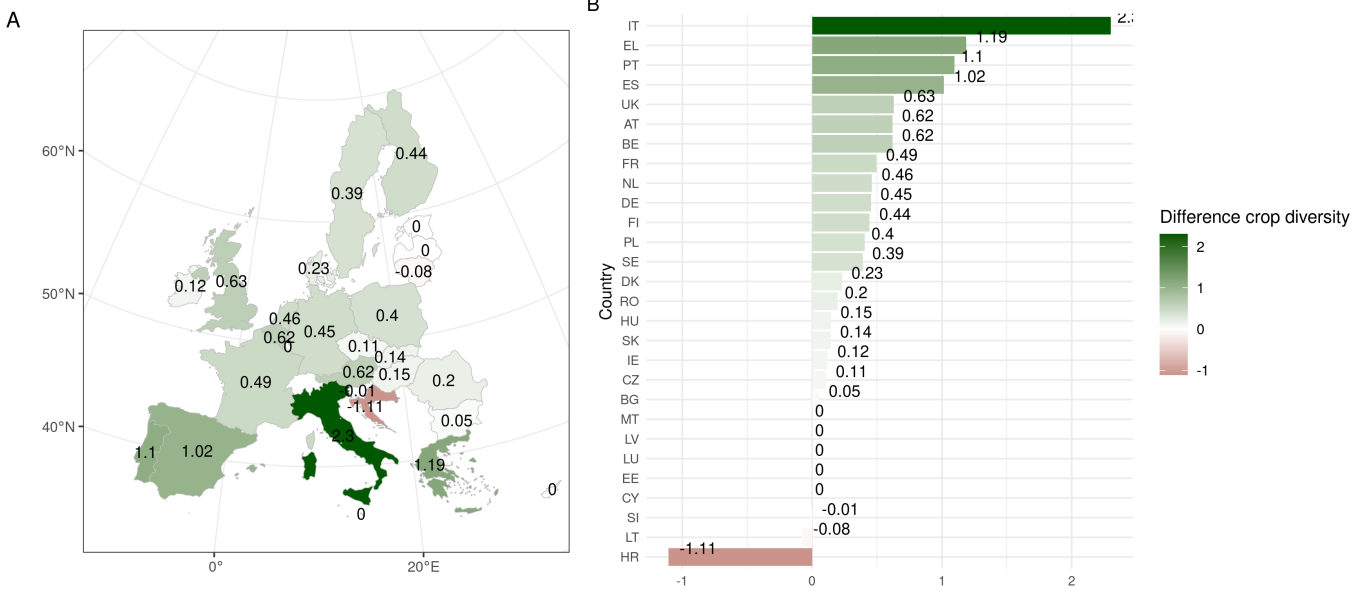 A
60°N
50°N
40°N
0°
20°E
0.44
0.39
0
0
-0.08
0.23
0.12
0.63
0.46
0.4
0.45
0.62
0
0.11
0.14
0.62
0.15
0.49
0.2
-0.01
-1.11
0.05
2.3
1.1
1.02
1.19
0
0
B
Country
IT
EL 1.19
PT 1.1
ES 1.02
UK 0.63
AT 0.62
BE 0.62
FR 0.49
NL 0.46
DE 0.45
FI 0.44
PL 0.4
SE 0.39
DK 0.23
RO 0.2
HU 0.15
SK 0.14
IE 0.12
CZ 0.11
BG 0.05
MT 0
LV 0
LU 0
EE 0
CY 0
SI -0.01
LT -0.08
HR -1.11
-1 0 1 2
Difference crop diversity
2
1
0
-1